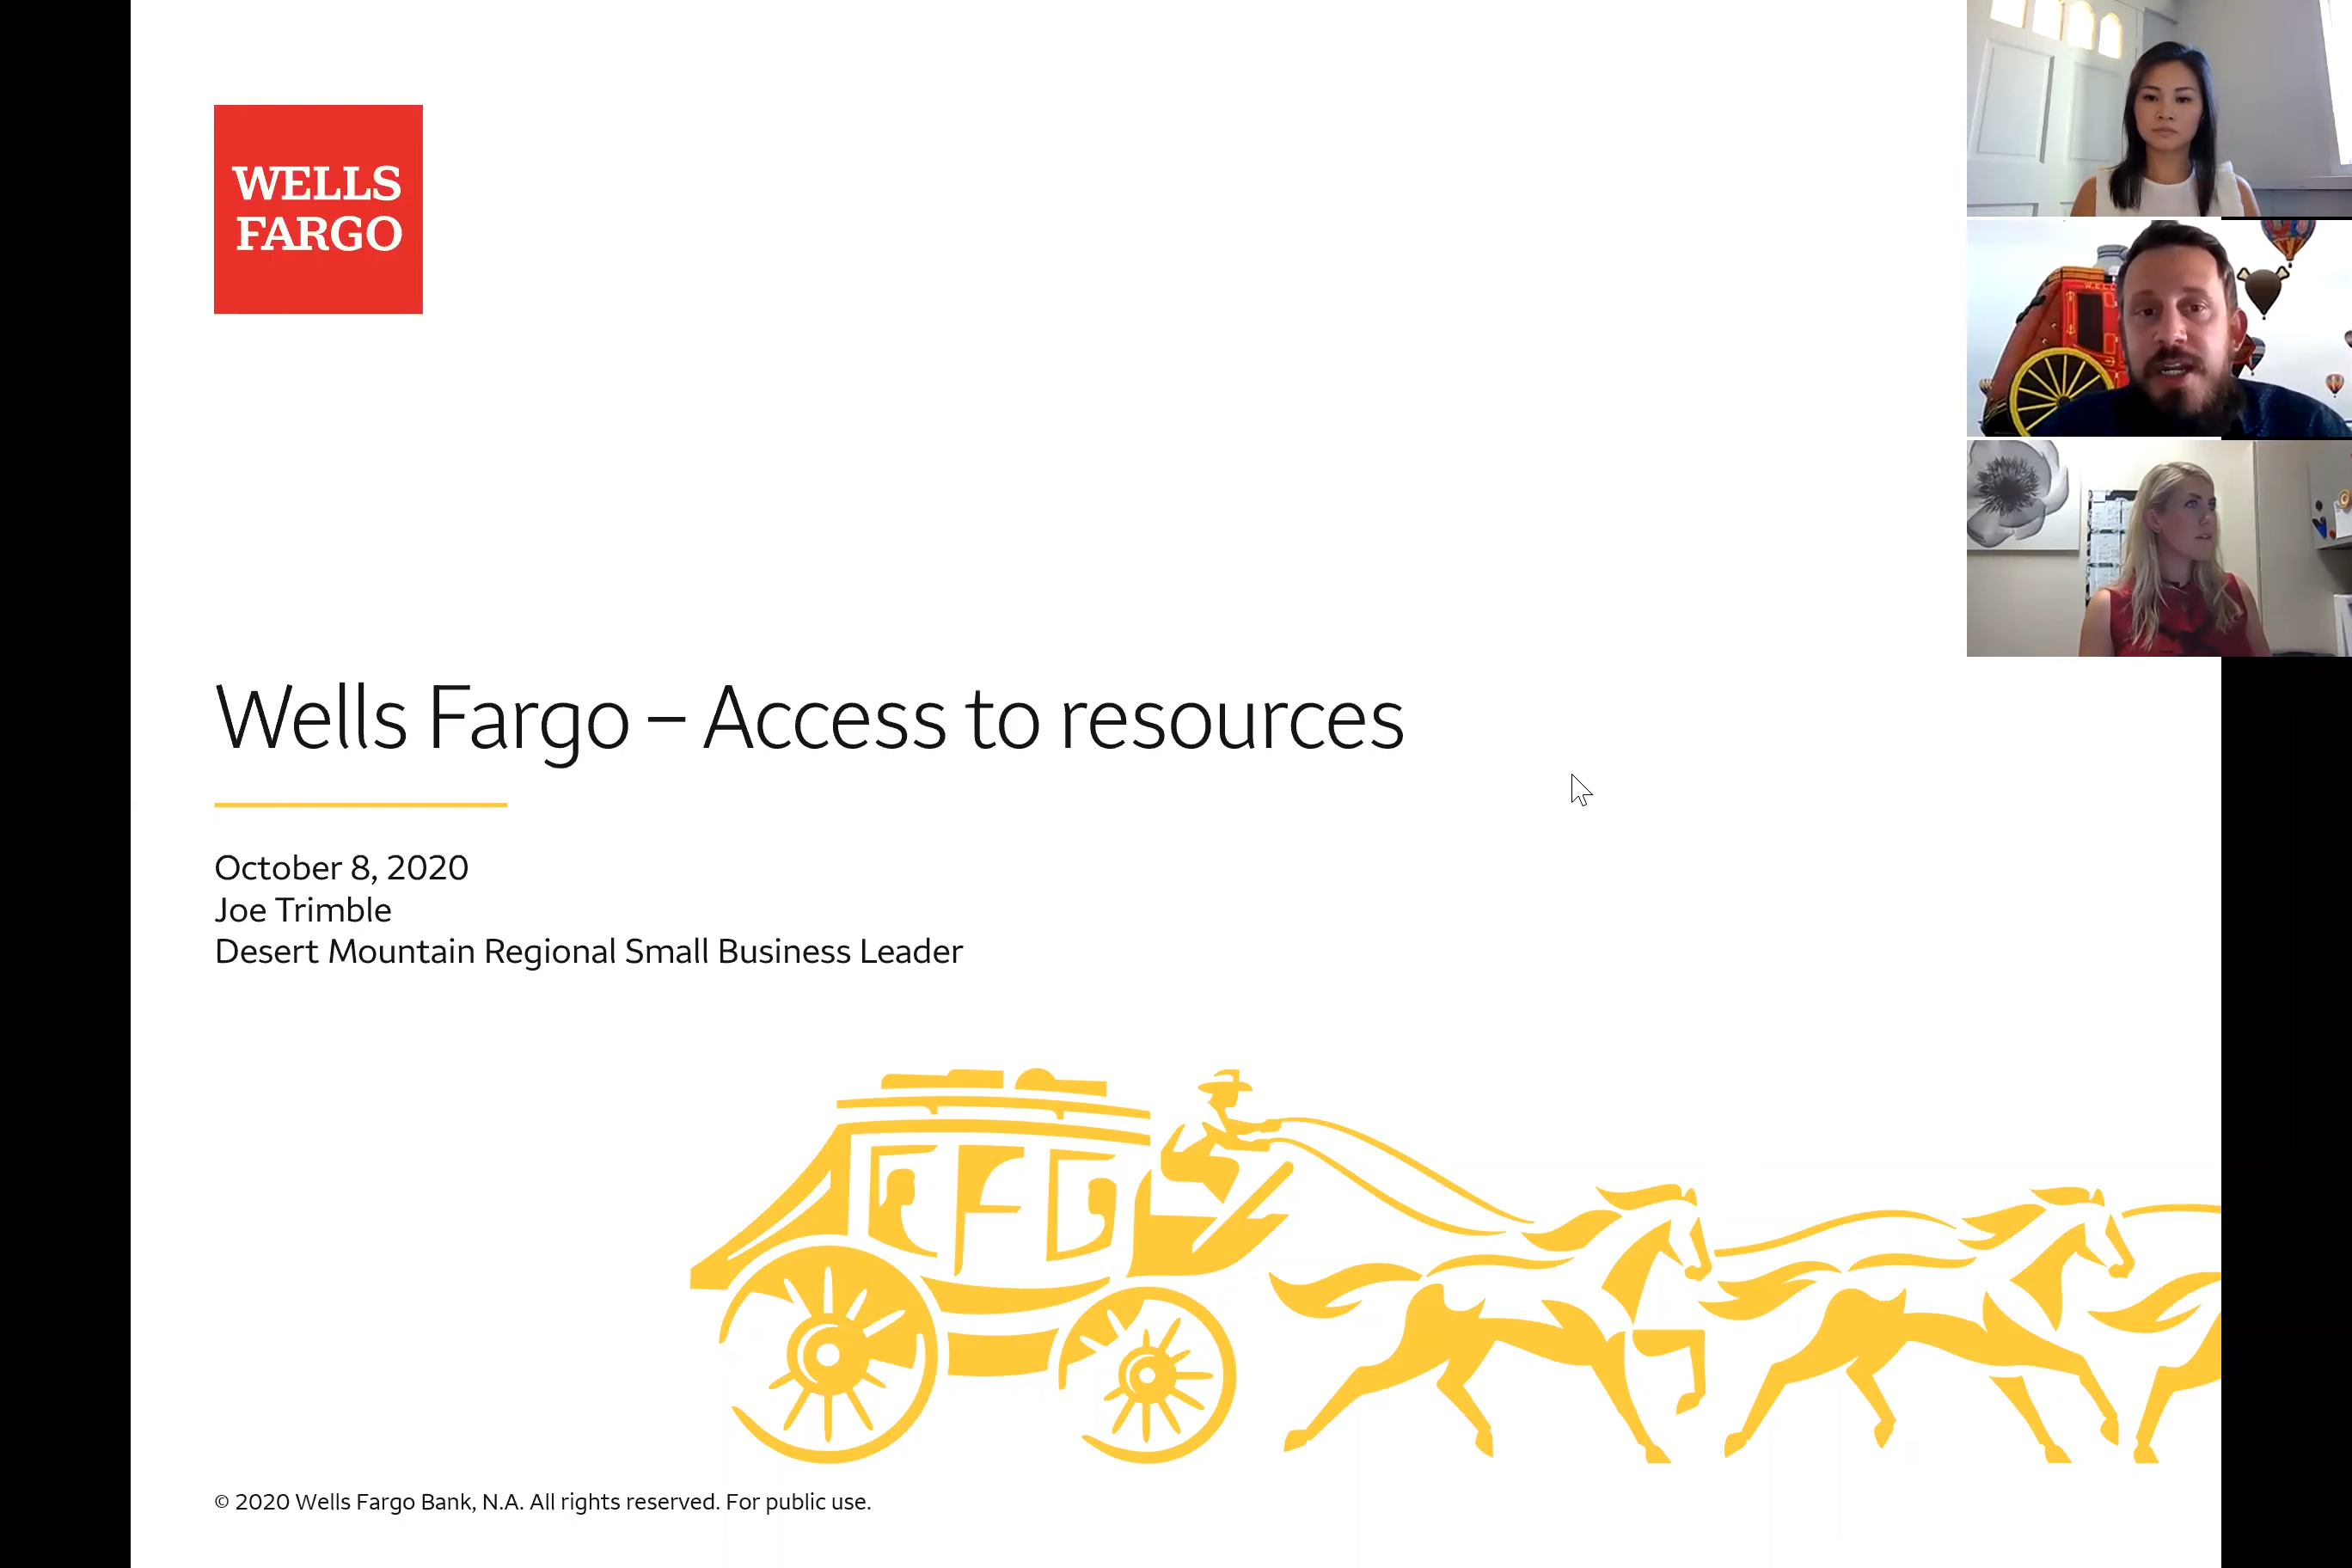 WELLS
FARGO
Wells Fargo – Access to resources
October 8, 2020
Joe Trimble
Desert Mountain Regional Small Business Leader
© 2020 Wells Fargo Bank, N.A. All rights reserved. For public use.